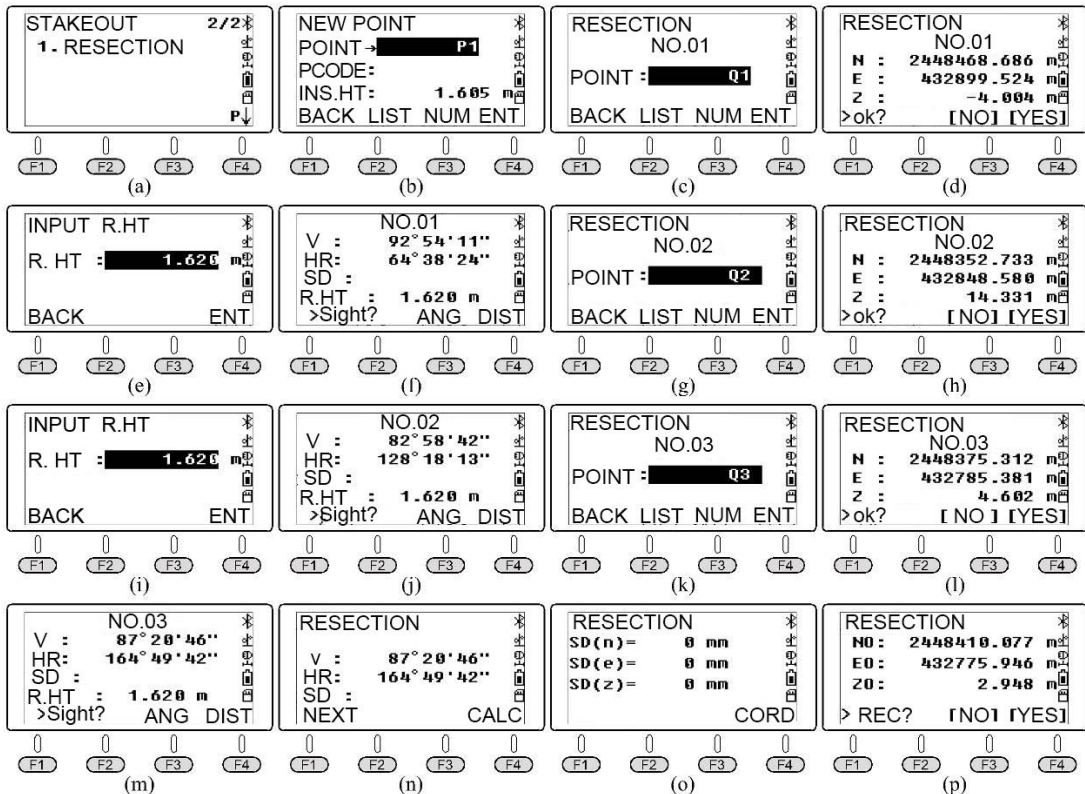 STAKEOUT 2/2
1. RESECTION
P↓
F1 F2 F3 F4
(a)
NEW POINT
POINT→ P1
PCODE:
INS.HT: 1.605 m
BACK LIST NUM ENT
F1 F2 F3 F4
(b)
RESECTION
NO.01
POINT : Q1
BACK LIST NUM ENT
F1 F2 F3 F4
(c)
RESECTION
NO.01
N : 2448468.686 m
E : 432899.524 m
Z : -4.004 m
>ok? [NO] [YES]
F1 F2 F3 F4
(d)
INPUT R.HT
R. HT : 1.620 m
BACK ENT
F1 F2 F3 F4
(e)
NO.01
V : 92°54'11"
HR: 64°38'24"
SD :
R.HT : 1.620 m
>Sight? ANG DIST
F1 F2 F3 F4
(f)
RESECTION
NO.02
POINT : Q2
BACK LIST NUM ENT
F1 F2 F3 F4
(g)
RESECTION
NO.02
N : 2448352.733 m
E : 432848.580 m
Z : 14.331 m
>ok? [NO] [YES]
F1 F2 F3 F4
(h)
INPUT R.HT
R. HT : 1.620 m
BACK ENT
F1 F2 F3 F4
(i)
NO.02
V : 82°58'42"
HR: 128°18'13"
SD :
R.HT : 1.620 m
>Sight? ANG DIST
F1 F2 F3 F4
(j)
RESECTION
NO.03
POINT : Q3
BACK LIST NUM ENT
F1 F2 F3 F4
(k)
RESECTION
NO.03
N : 2448375.312 m
E : 432785.381 m
Z : 4.602 m
>ok? [NO] [YES]
F1 F2 F3 F4
(l)
NO.03
V : 87°20'46"
HR: 164°49'42"
SD :
R.HT : 1.620 m
>Sight? ANG DIST
F1 F2 F3 F4
(m)
RESECTION
V : 87°20'46"
HR: 164°49'42"
SD :
NEXT CALC
F1 F2 F3 F4
(n)
RESECTION
SD(n)= 0 mm
SD(e)= 0 mm
SD(z)= 0 mm
CORD
F1 F2 F3 F4
(o)
RESECTION
N0: 2448410.077 m
E0: 432775.946 m
Z0: 2.948 m
> REC? [NO] [YES]
F1 F2 F3 F4
(p)